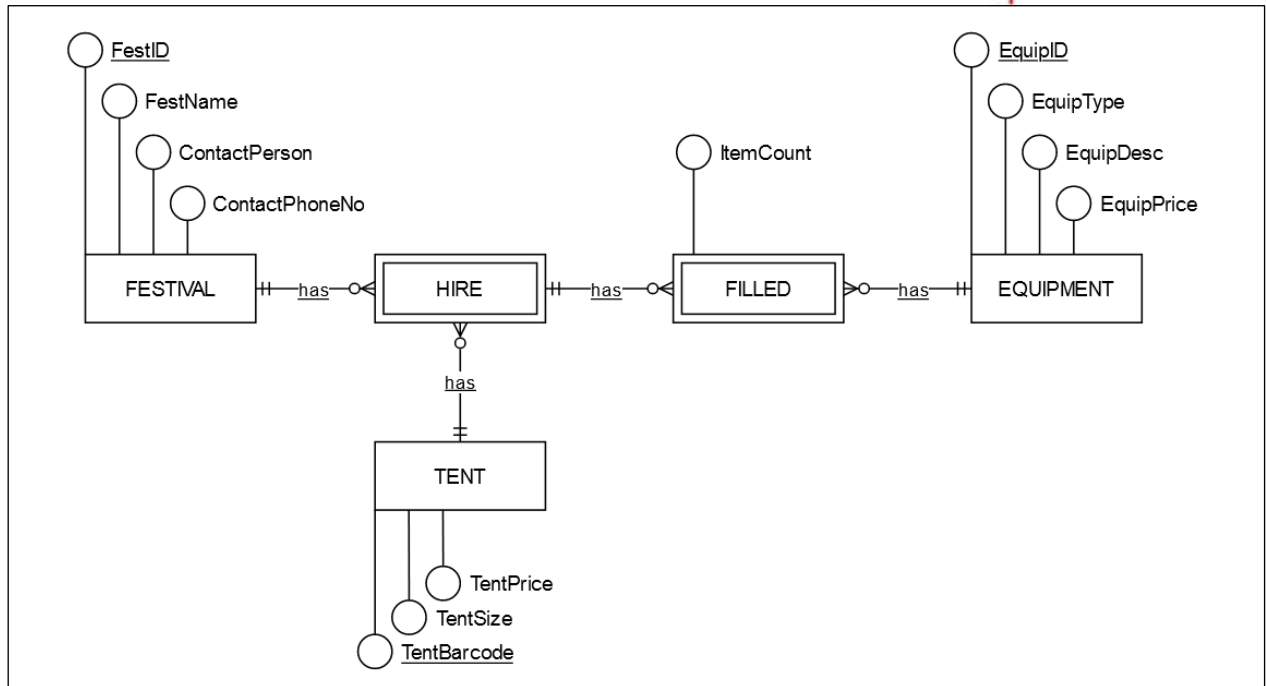 FestID
FestName
ContactPerson
ContactPhoneNo
EquipID
EquipType
EquipDesc
EquipPrice
ItemCount
FESTIVAL
has
HIRE
has
FILLED
has
EQUIPMENT
has
TENT
TentPrice
TentSize
TentBarcode